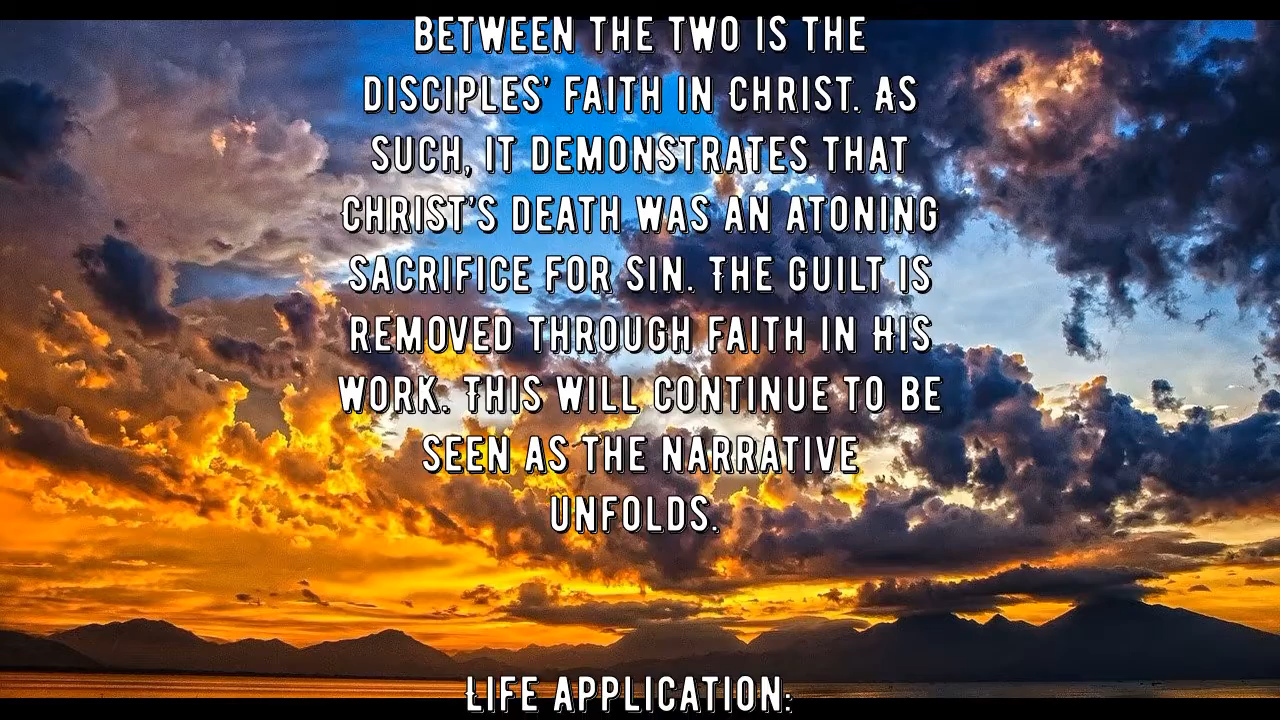 BETWEEN THE TWO IS THE
DISCIPLES' FAITH IN CHRIST. AS
SUCH, IT DEMONSTRATES THAT
CHRIST'S DEATH WAS AN ATONING
SACRIFICE FOR SIN. THE GUILT IS
REMOVED THROUGH FAITH IN HIS
WORK. THIS WILL CONTINUE TO BE
SEEN AS THE NARRATIVE
UNFOLDS.
LIFE APPLICATION: